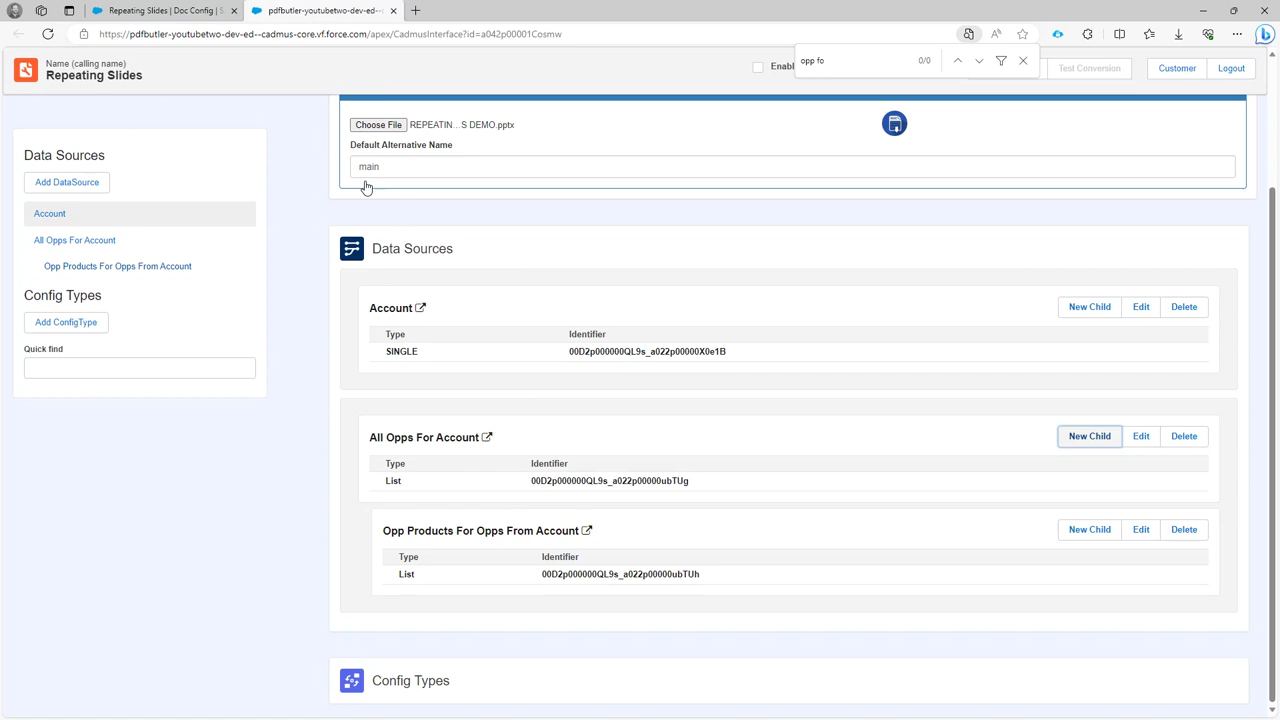 Repeating Slides | Doc Config | S
pdfbutler-youtubetwo-dev-ed--c
https://pdfbutler-youtubetwo-dev-ed--cadmus-core.vf.force.com/apex/CadmusInterface?id=a042p00001Cosmw
Name (calling name)
Repeating Slides
Enabl
opp fo
0/0
Test Conversion
Customer
Logout
Choose File REPEATIN...S DEMO.pptx
Default Alternative Name
main
Data Sources
Add DataSource
Account
All Opps For Account
Opp Products For Opps From Account
Config Types
Add ConfigType
Quick find
Data Sources
Account
New Child Edit Delete
Type Identifier
SINGLE 00D2p000000QL9s_a022p00000X0e1B
All Opps For Account
New Child Edit Delete
Type Identifier
List 00D2p000000QL9s_a022p00000ubTUg
Opp Products For Opps From Account
New Child Edit Delete
Type Identifier
List 00D2p000000QL9s_a022p00000ubTUh
Config Types